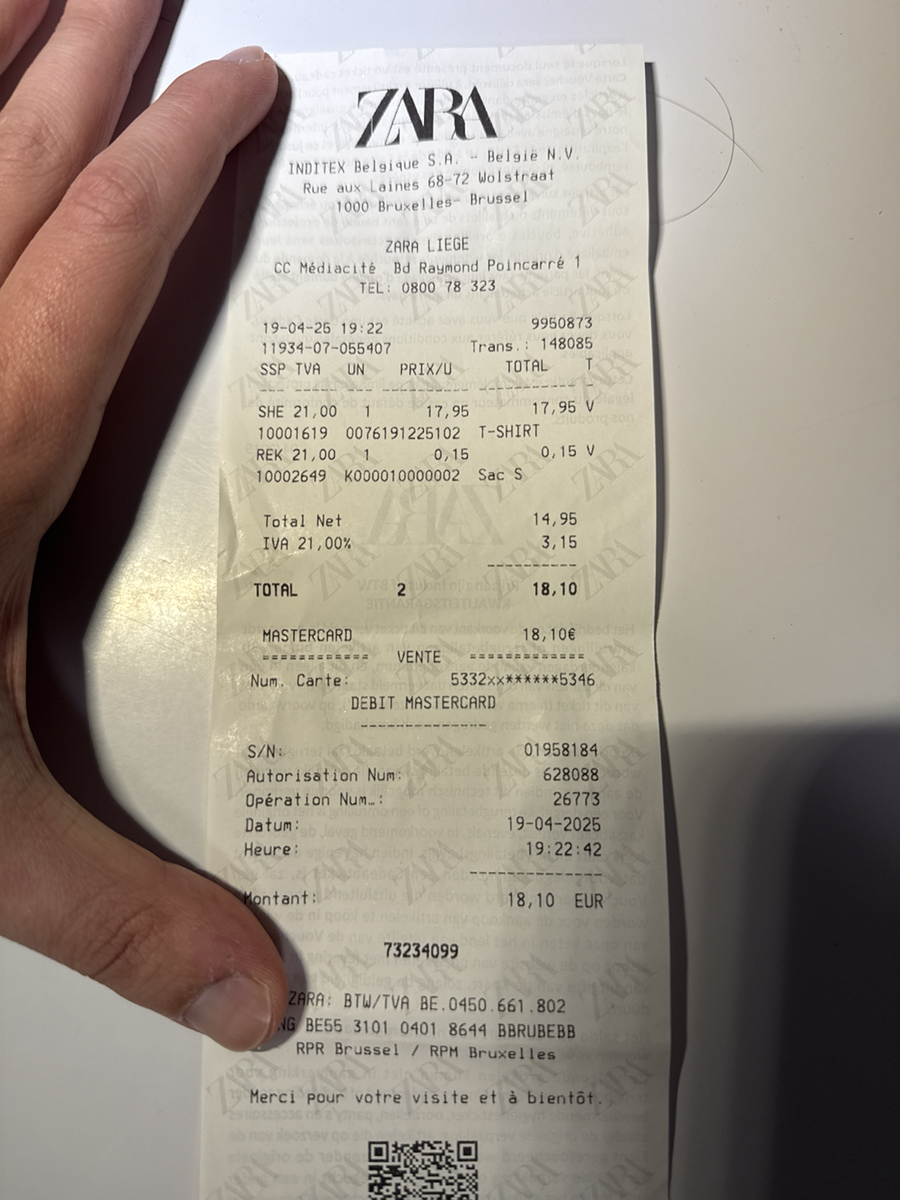 ZARA
INDITEX Belgique S.A. - België N.V.
Rue aux Laines 68-72 Wolstraat
1000 Bruxelles- Brussel
ZARA LIEGE
CC Médiacité Bd Raymond Poincarré 1
TEL: 0800 78 323
19-04-25 19:22 9950873
11934-07-055407 Trans.: 148085
SSP TVA UN PRIX/U TOTAL T
SHE 21,00 1 17,95 17,95 V
10001619 0076191225102 T-SHIRT
REK 21,00 1 0,15 0,15 V
10002649 K000010000002 Sac S
Total Net 14,95
IVA 21,00% 3,15
TOTAL 2 18,10
MASTERCARD 18,10€
============ VENTE =============
Num. Carte: 5332xx******5346
DEBIT MASTERCARD
S/N: 01958184
Autorisation Num: 628088
Opération Num…: 26773
Datum: 19-04-2025
Heure: 19:22:42
Montant: 18,10 EUR
73234099
ZARA: BTW/TVA BE.0450.661.802
NG BE55 3101 0401 8644 BBRUBEBB
RPR Brussel / RPM Bruxelles
Merci pour votre visite et à bientôt.